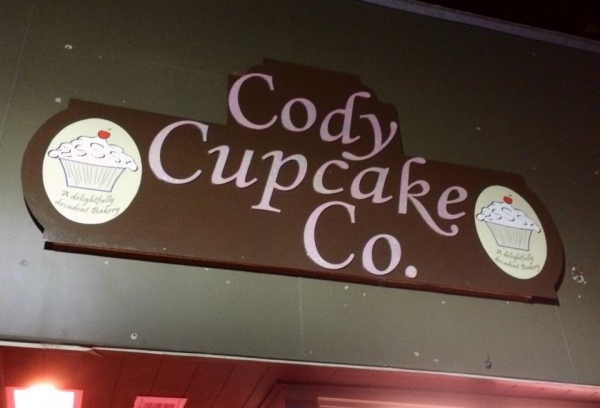 Cody
Cupcake
Co.
A delightfully
decadent Bakery
A delightfully
decadent Bakery